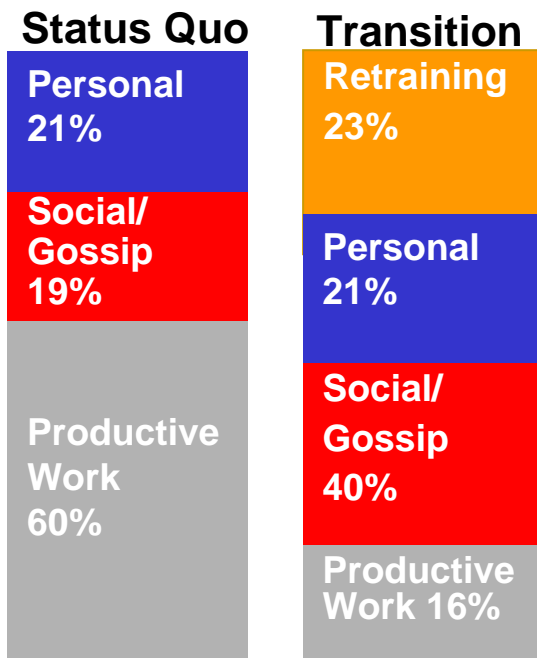 Status Quo
Personal
21%
Social/
Gossip
19%
Productive
Work
60%
Transition
Retraining
23%
Personal
21%
Social/
Gossip
40%
Productive
Work 16%